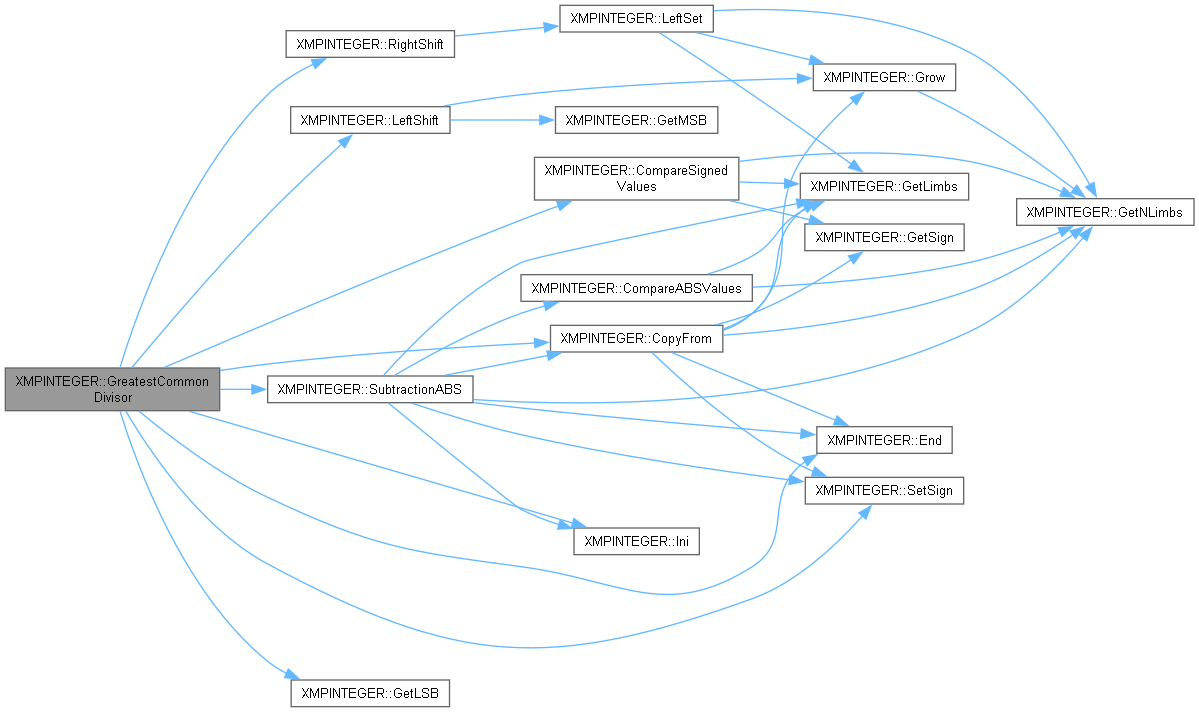 XMPINTEGER::LeftSet
XMPINTEGER::RightShift
XMPINTEGER::Grow
XMPINTEGER::LeftShift
XMPINTEGER::GetMSB
XMPINTEGER::CompareSigned
Values
XMPINTEGER::GetLimbs
XMPINTEGER::GetNLimbs
XMPINTEGER::GetSign
XMPINTEGER::CompareABSValues
XMPINTEGER::CopyFrom
XMPINTEGER::GreatestCommon
Divisor
XMPINTEGER::SubtractionABS
XMPINTEGER::End
XMPINTEGER::SetSign
XMPINTEGER::Ini
XMPINTEGER::GetLSB